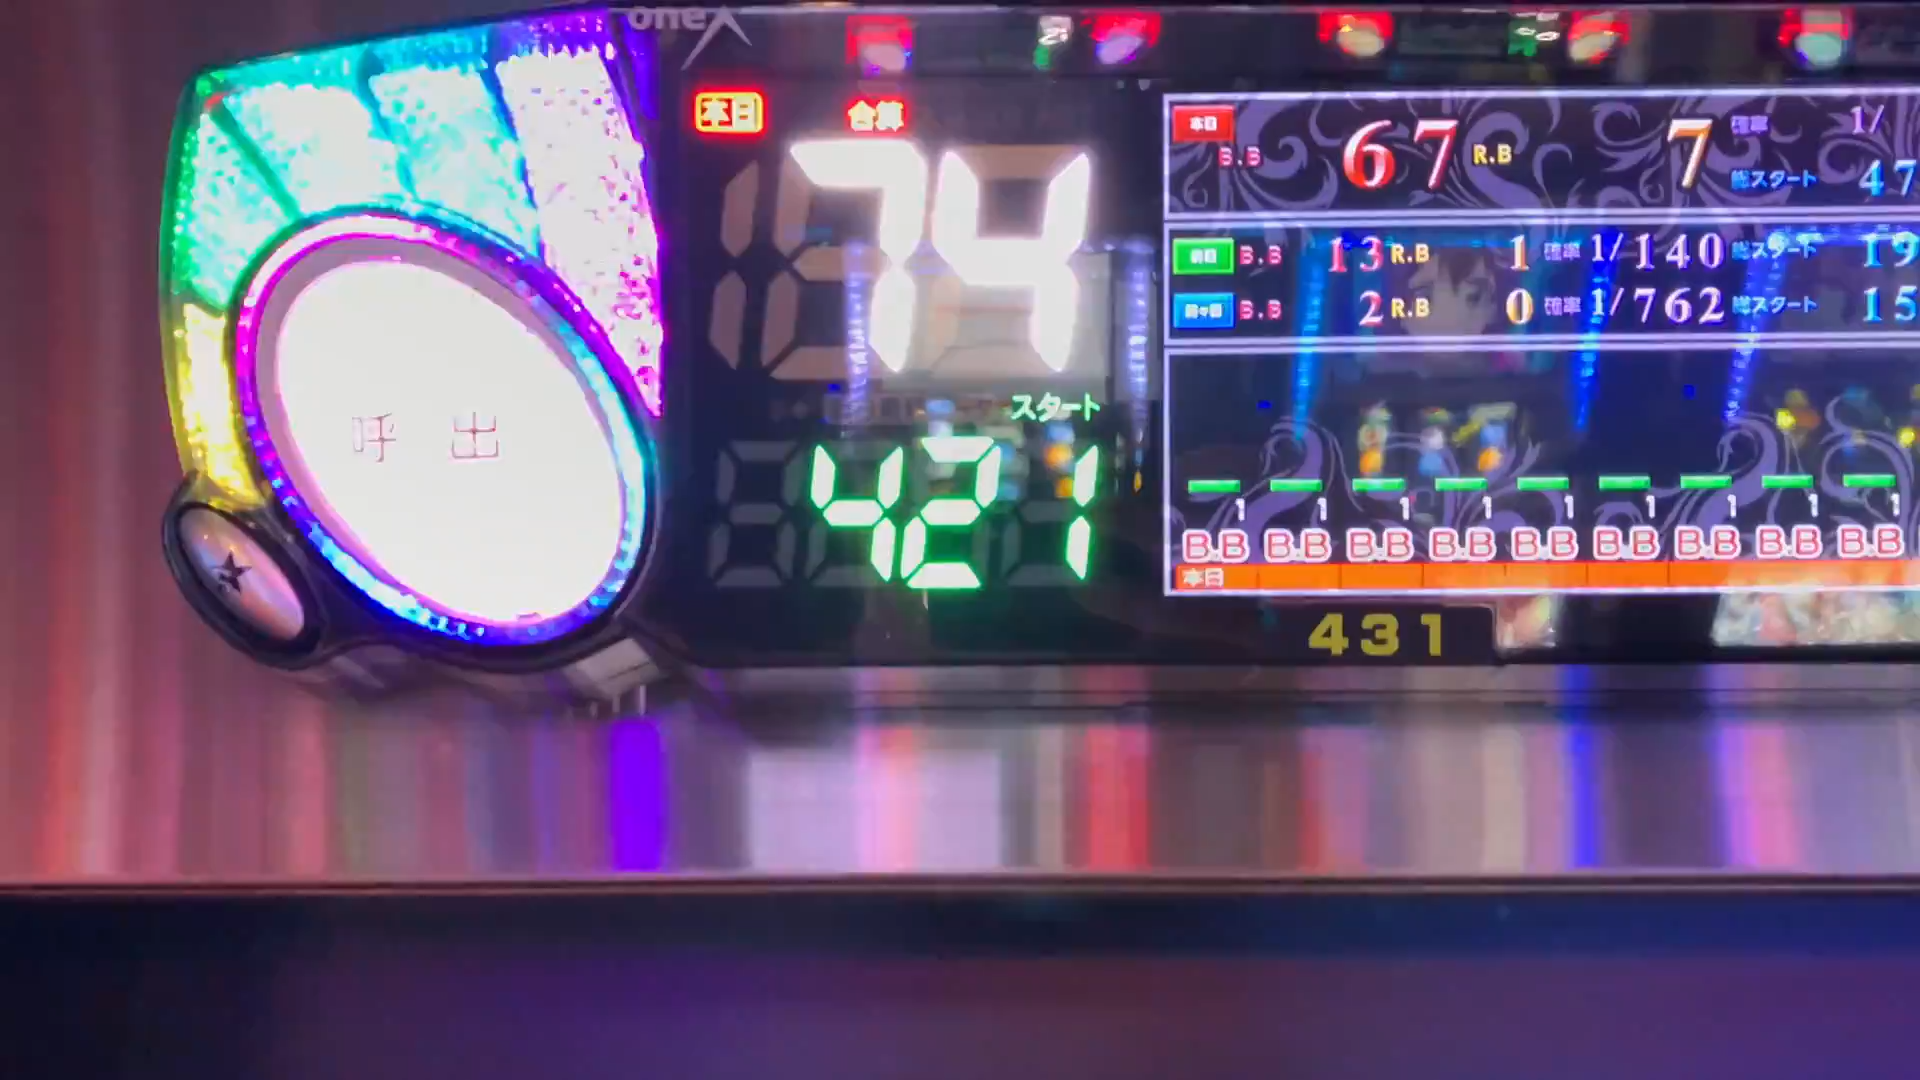 one
本日 合算
74
スタート
421
呼 出
本日 B.B 67 R.B 7 確率 1/
総スタート 47
前日 B.B 13 R.B 1 確率 1/140 総スタート 19
前々日 B.B 2 R.B 0 確率 1/762 総スタート 15
1 1 1 1 1 1 1 1 1
B.B B.B B.B B.B B.B B.B B.B B.B B.B
本日
431